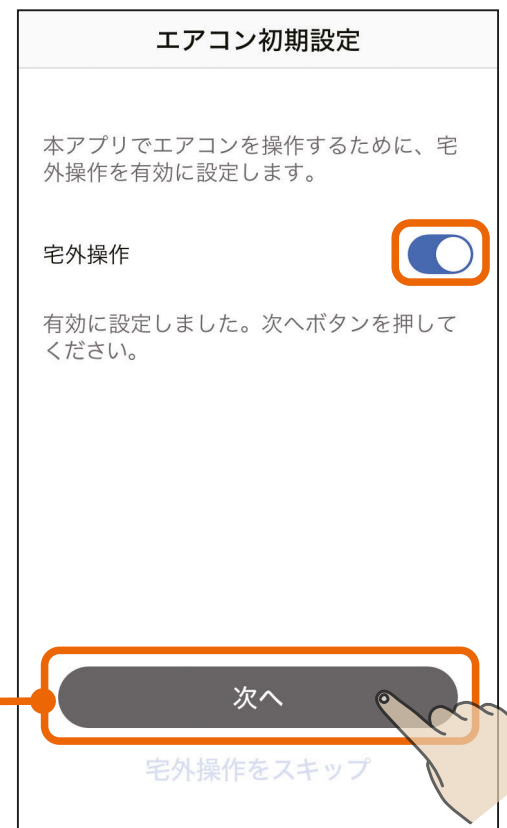 エアコン初期設定
本アプリでエアコンを操作するために、宅
外操作を有効に設定します。
宅外操作
有効に設定しました。次へボタンを押して
ください。
次へ
宅外操作をスキップ